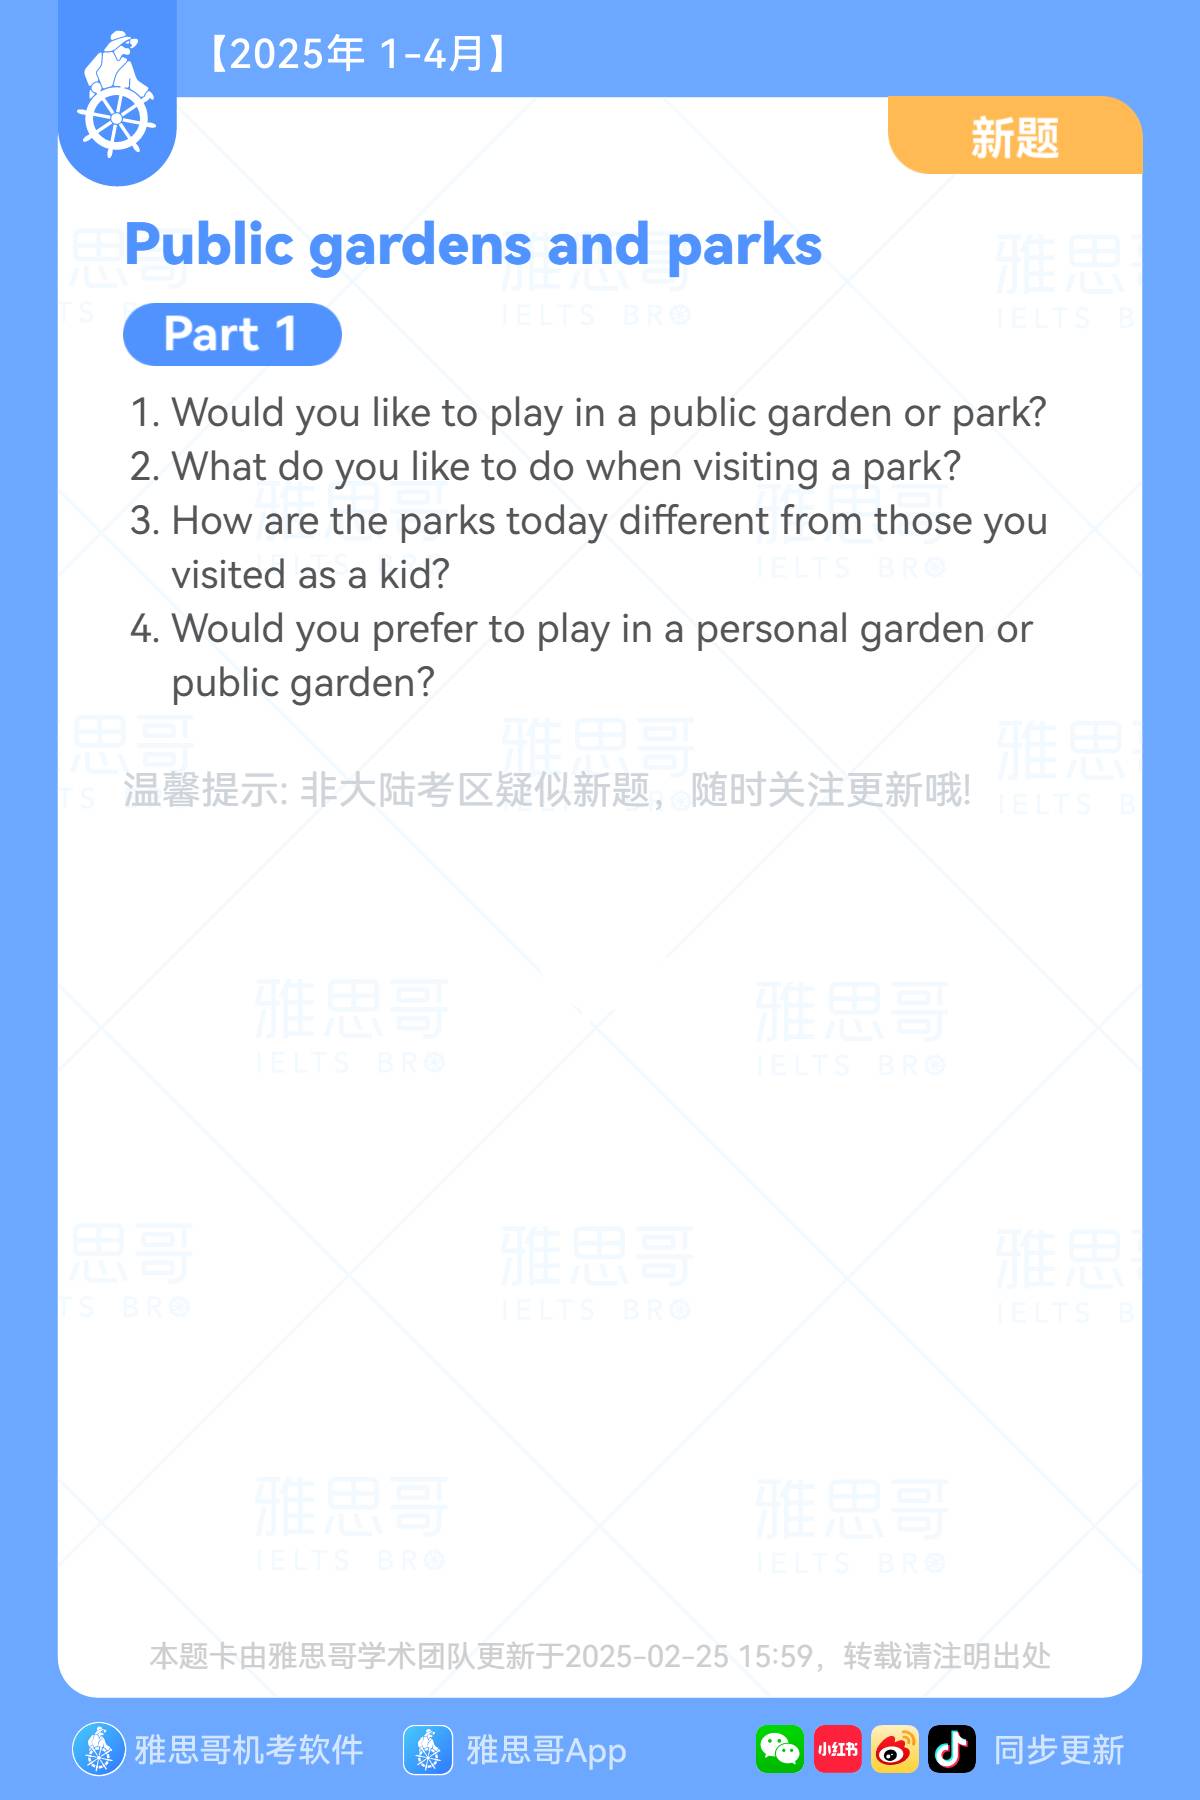 【2025年 1-4月】
新题
Public gardens and parks
Part 1
1. Would you like to play in a public garden or park?
2. What do you like to do when visiting a park?
3. How are the parks today different from those you
visited as a kid?
4. Would you prefer to play in a personal garden or
public garden?
温馨提示: 非大陆考区疑似新题，随时关注更新哦!
本题卡由雅思哥学术团队更新于2025-02-25 15:59，转载请注明出处
雅思哥机考软件
雅思哥App
小红书
同步更新
雅思哥
IELTS BRO